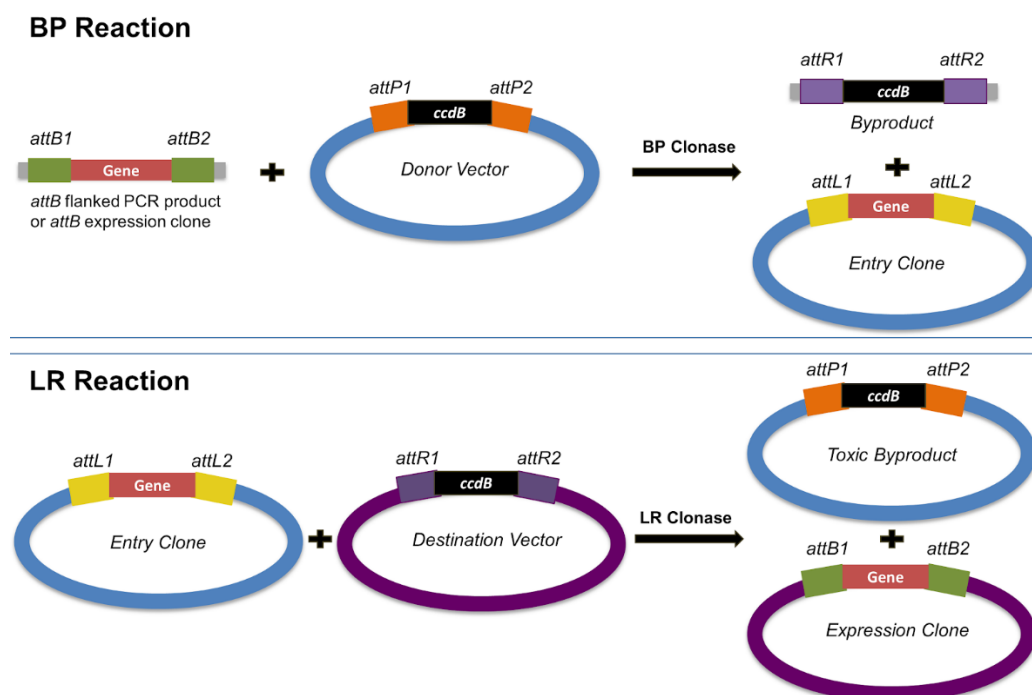 BP Reaction
attB1
attB2
Gene
attB flanked PCR product
or attB expression clone
attP1
attP2
ccdB
Donor Vector
BP Clonase
attR1
attR2
ccdB
Byproduct
attL1
attL2
Gene
Entry Clone
LR Reaction
attL1
attL2
Gene
Entry Clone
attR1
attR2
ccdB
Destination Vector
LR Clonase
attP1
attP2
ccdB
Toxic Byproduct
attB1
attB2
Gene
Expression Clone